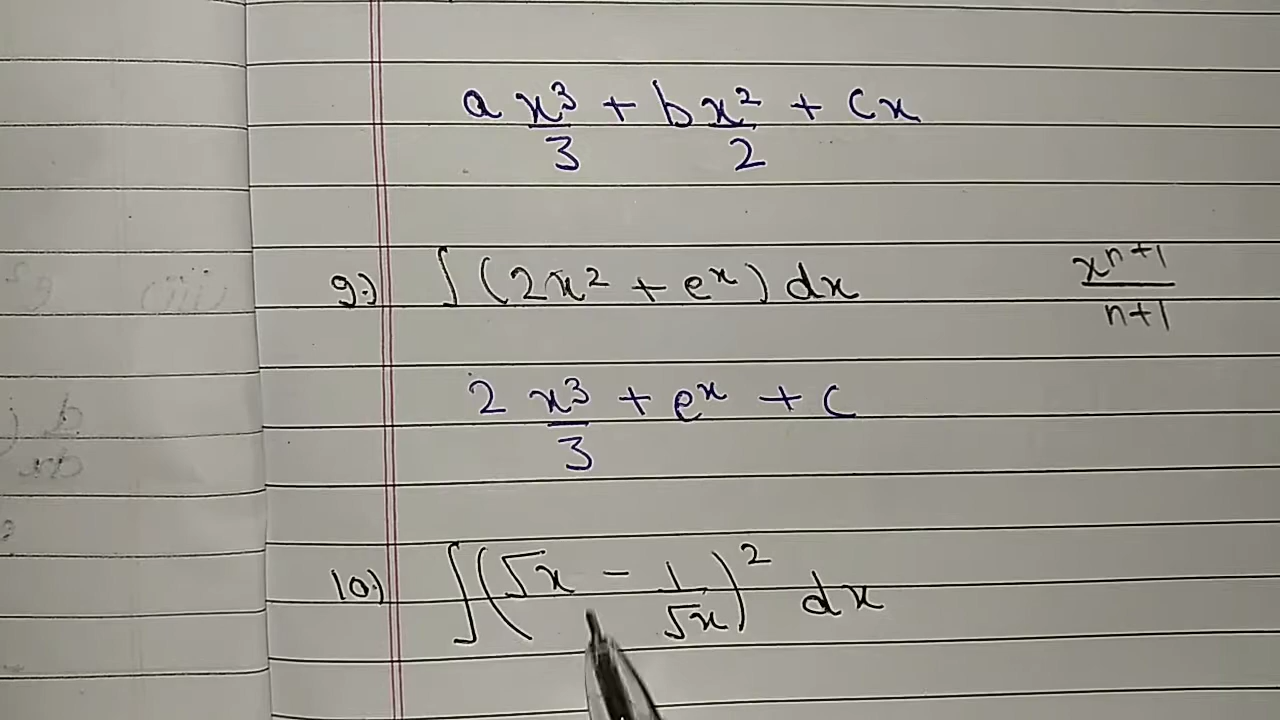 a x³/3 + b x²/2 + cx
9.) ∫ (2x² + eˣ) dx
xⁿ⁺¹/n+1
2 x³/3 + eˣ + c
10.) ∫ (√x - 1/√x)² dx